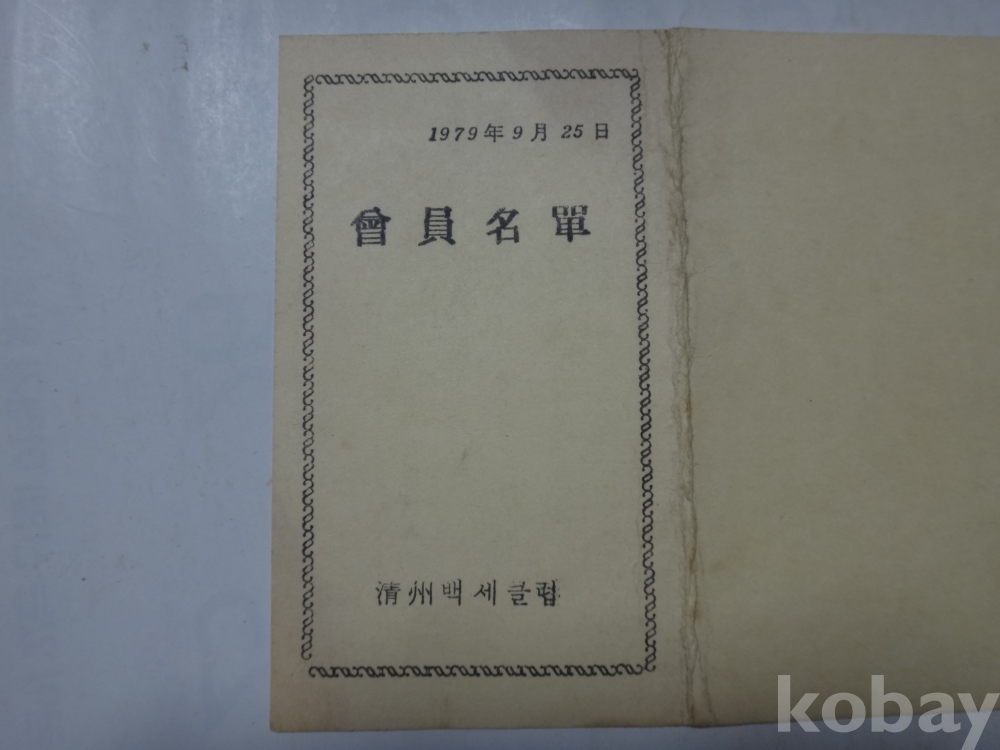 1979年 9月 25日
會員名單
清州백세클럽
kobay